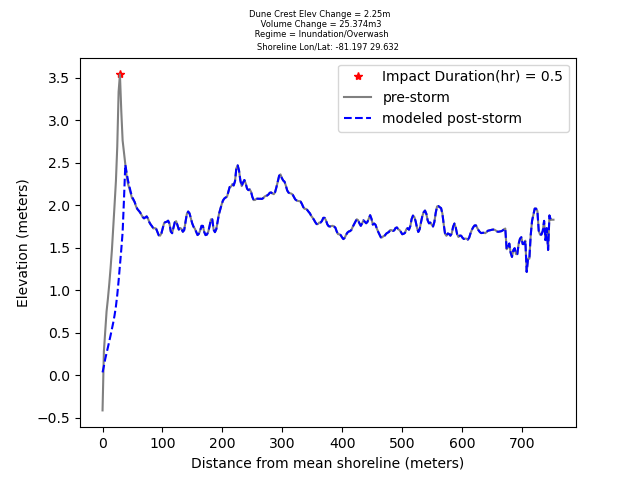 Dune Crest Elev Change = 2.25m
Volume Change = 25.374m3
Regime = Inundation/Overwash
Shoreline Lon/Lat: -81.197 29.632
Impact Duration(hr) = 0.5
pre-storm
modeled post-storm
3.5
3.0
2.5
2.0
1.5
1.0
0.5
0.0
−0.5
Elevation (meters)
0 100 200 300 400 500 600 700
Distance from mean shoreline (meters)